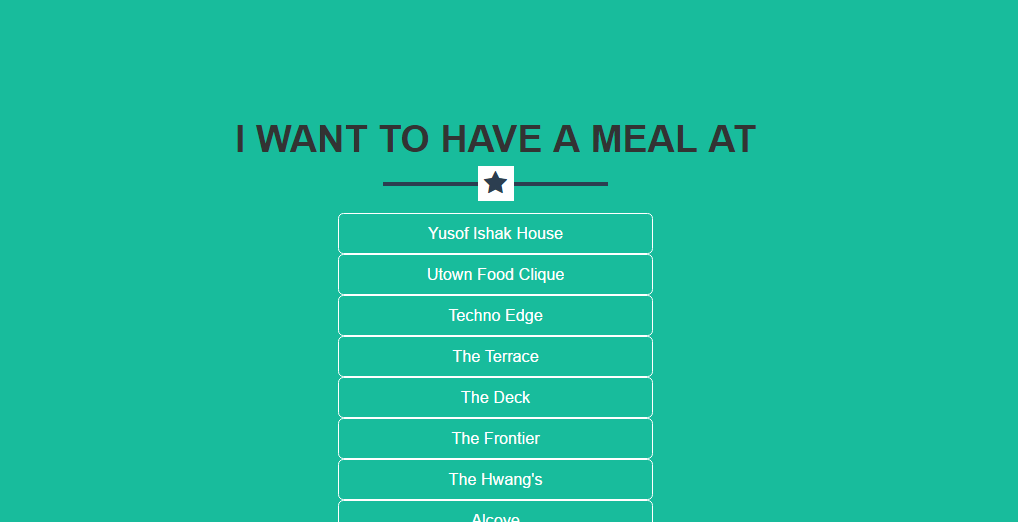 I WANT TO HAVE A MEAL AT
Yusof Ishak House
Utown Food Clique
Techno Edge
The Terrace
The Deck
The Frontier
The Hwang's
Alcove